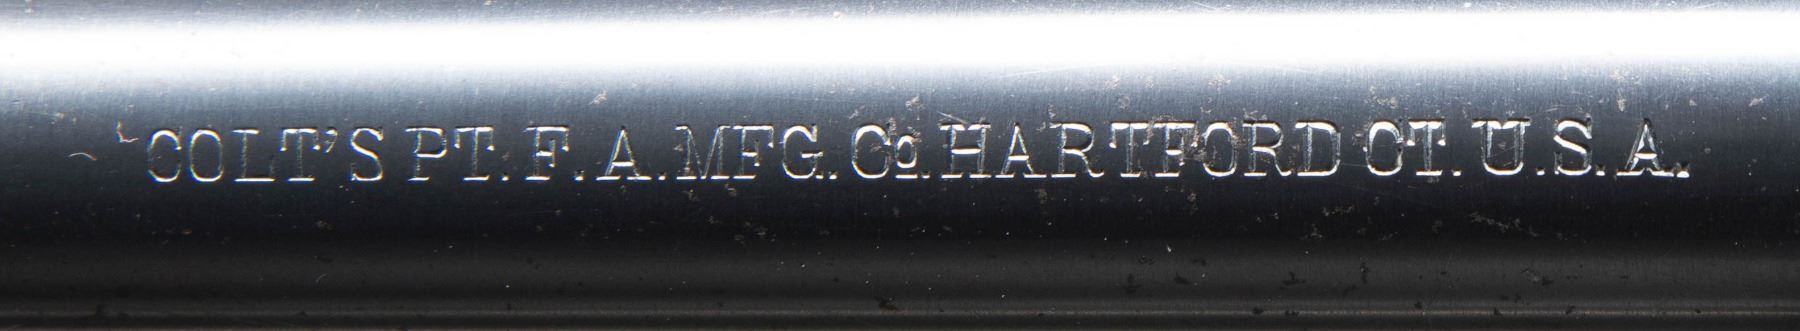 COLT'S PT. F. A. MFG. Co. HARTFORD CT. U.S.A.